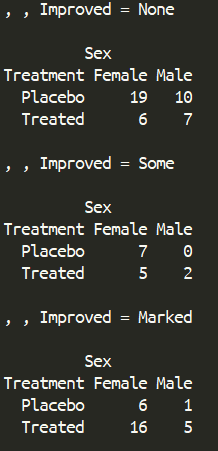 , , Improved = None
Sex
Treatment Female Male
Placebo 19 10
Treated 6 7
, , Improved = Some
Sex
Treatment Female Male
Placebo 7 0
Treated 5 2
, , Improved = Marked
Sex
Treatment Female Male
Placebo 6 1
Treated 16 5